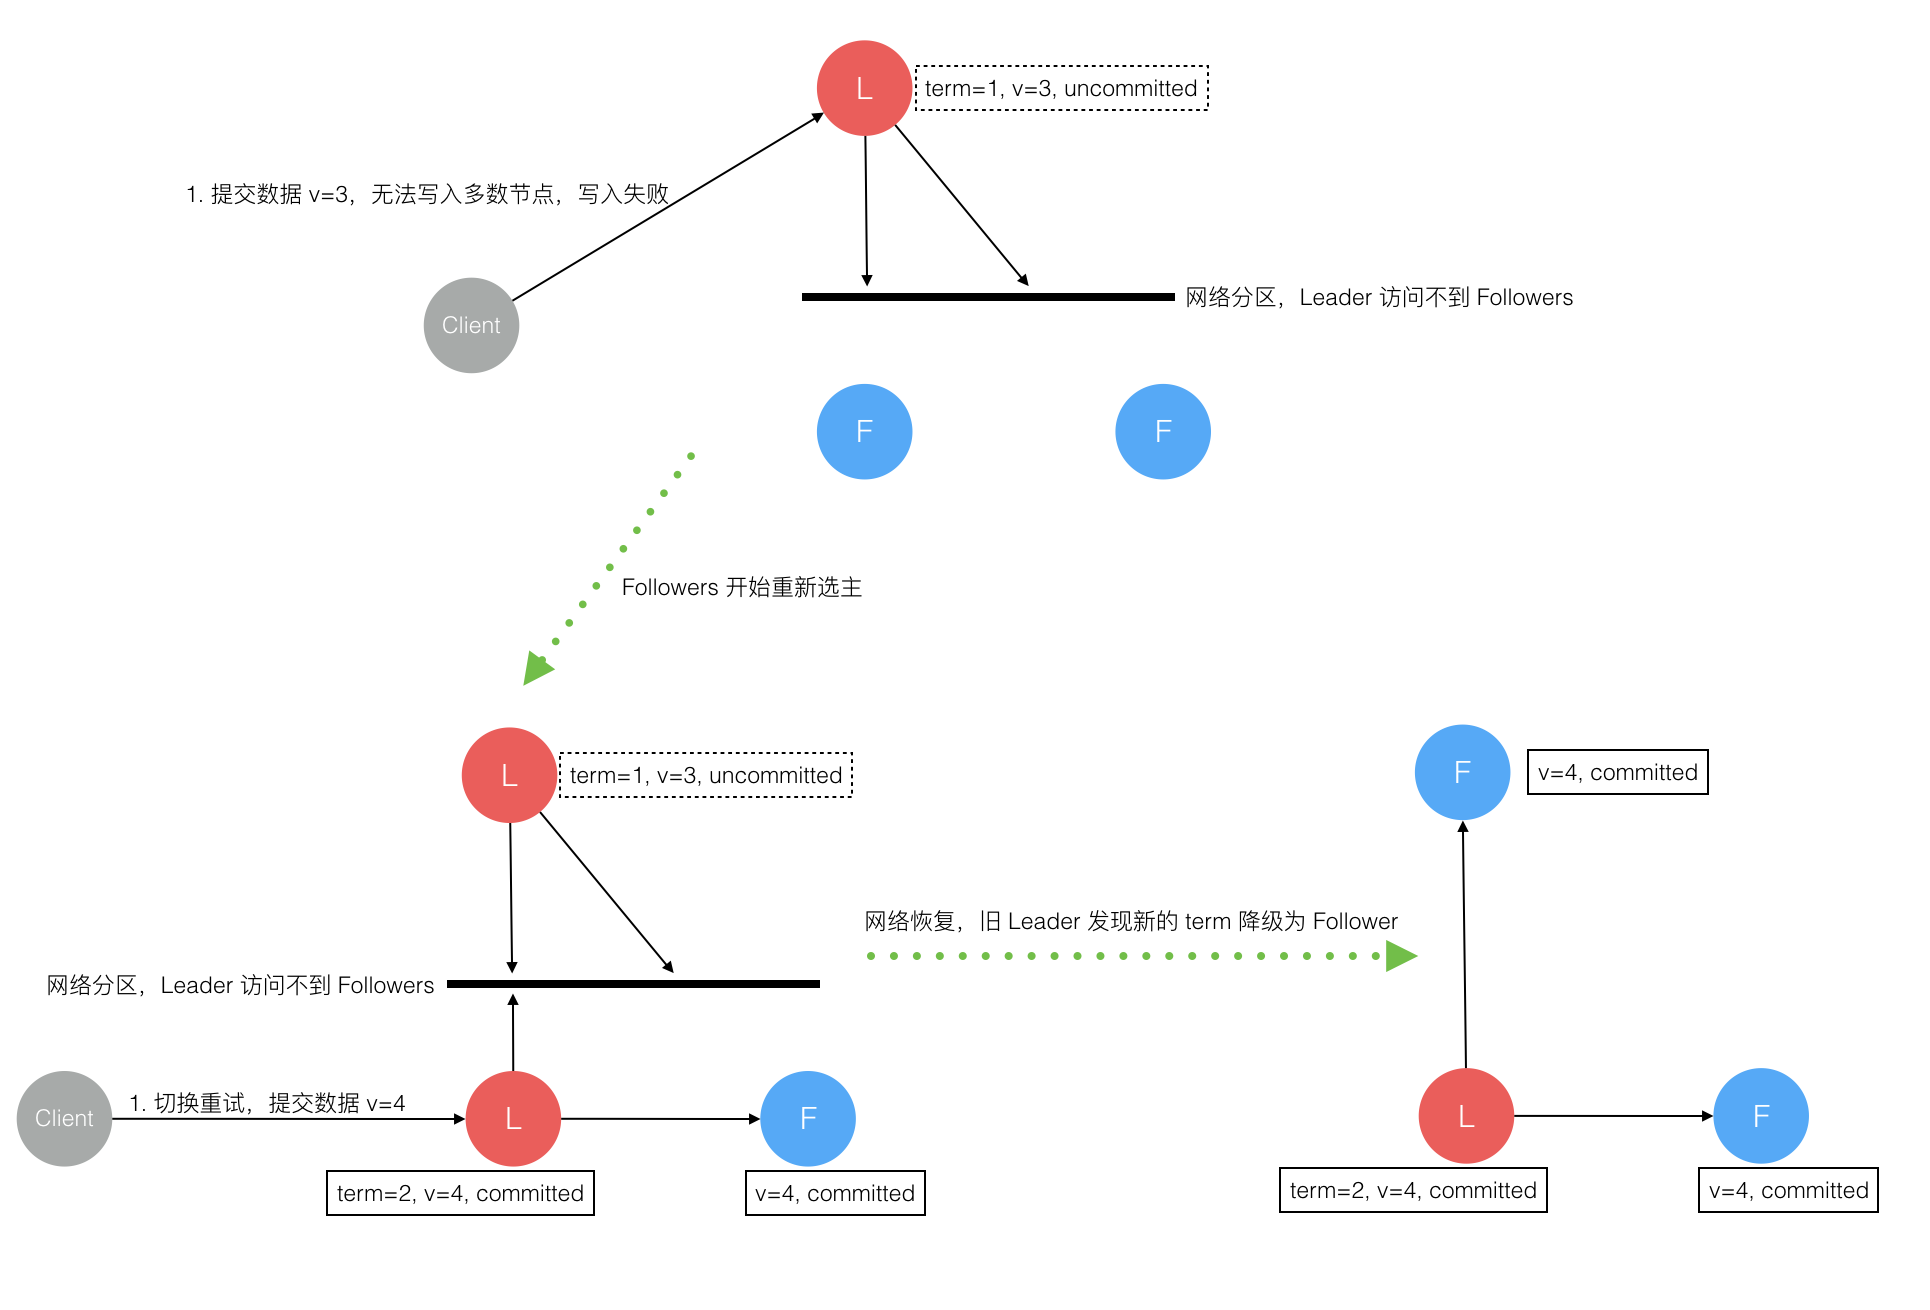 L
term=1, v=3, uncommitted
1. 提交数据 v=3，无法写入多数节点，写入失败
网络分区，Leader 访问不到 Followers
Client
F
F
Followers 开始重新选主
L
term=1, v=3, uncommitted
网络分区，Leader 访问不到 Followers
Client
1. 切换重试，提交数据 v=4
L
F
term=2, v=4, committed
v=4, committed
网络恢复，旧 Leader 发现新的 term 降级为 Follower
F
v=4, committed
L
F
term=2, v=4, committed
v=4, committed